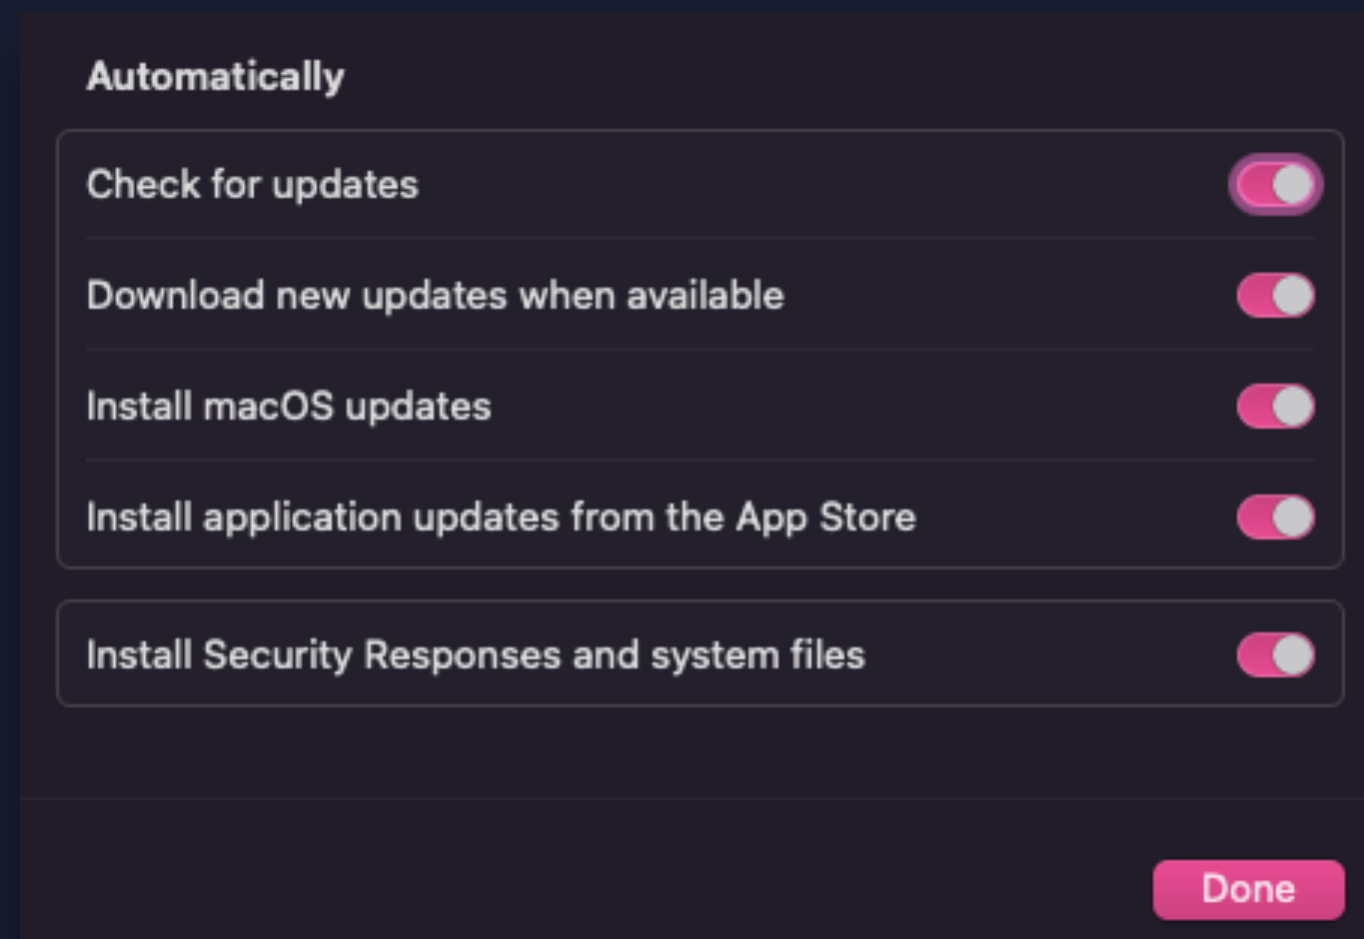 Automatically
Check for updates
Download new updates when available
Install macOS updates
Install application updates from the App Store
Install Security Responses and system files
Done